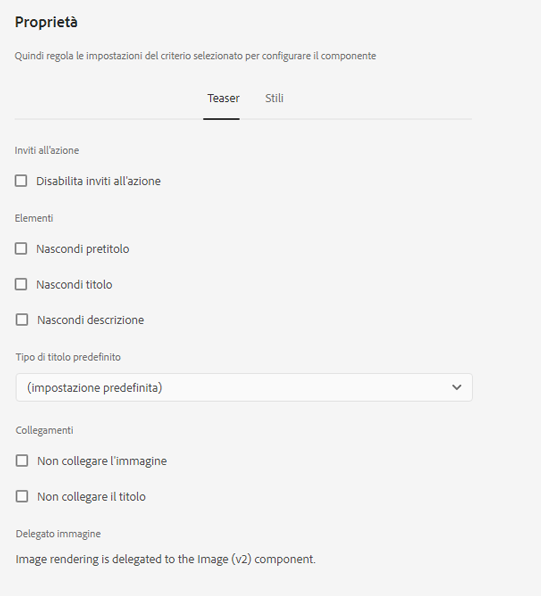 Proprietà
Quindi regola le impostazioni del criterio selezionato per configurare il componente
Teaser Stili
Inviti all'azione
Disabilita inviti all'azione
Elementi
Nascondi pretitolo
Nascondi titolo
Nascondi descrizione
Tipo di titolo predefinito
(impostazione predefinita)
Collegamenti
Non collegare l'immagine
Non collegare il titolo
Delegato immagine
Image rendering is delegated to the Image (v2) component.